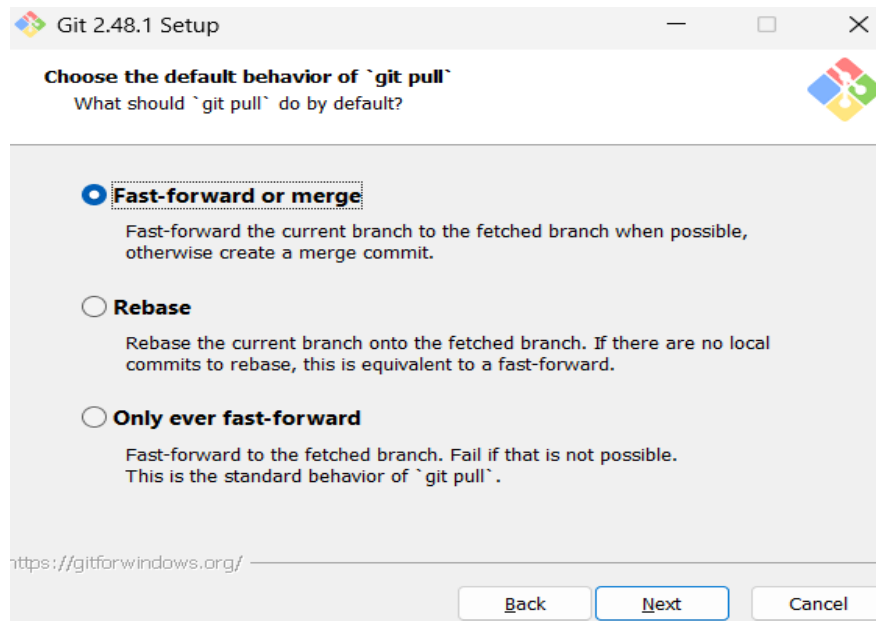 Git 2.48.1 Setup
Choose the default behavior of `git pull`
What should `git pull` do by default?
Fast-forward or merge
Fast-forward the current branch to the fetched branch when possible,
otherwise create a merge commit.
Rebase
Rebase the current branch onto the fetched branch. If there are no local
commits to rebase, this is equivalent to a fast-forward.
Only ever fast-forward
Fast-forward to the fetched branch. Fail if that is not possible.
This is the standard behavior of `git pull`.
https://gitforwindows.org/
Back
Next
Cancel